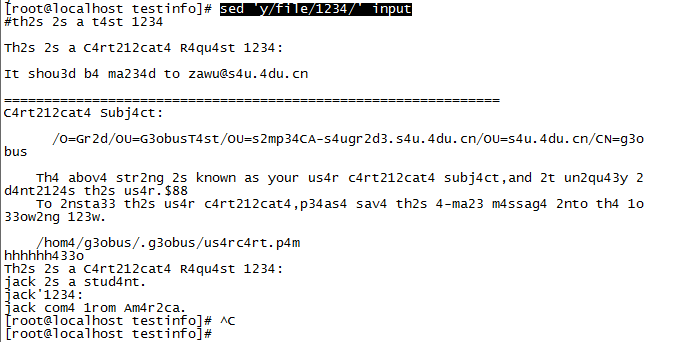 [root@localhost testinfo]# sed 'y/file/1234/' input
#th2s 2s a t4st 1234
Th2s 2s a C4rt212cat4 R4qu4st 1234:
It shou3d b4 ma234d to zawu@s4u.4du.cn
==============================================================
C4rt212cat4 Subj4ct:
/O=Gr2d/OU=G3obusT4st/OU=s2mp34CA-s4ugr2d3.s4u.4du.cn/OU=s4u.4du.cn/CN=g3o
bus
Th4 abov4 str2ng 2s known as your us4r c4rt212cat4 subj4ct,and 2t un2qu43y 2
d4nt2124s th2s us4r.$88
To 2nsta33 th2s us4r c4rt212cat4,p34as4 sav4 th2s 4-ma23 m4ssag4 2nto th4 1o
33ow2ng 123w.
/hom4/g3obus/.g3obus/us4rc4rt.p4m
hhhhhh433o
Th2s 2s a C4rt212cat4 R4qu4st 1234:
jack 2s a stud4nt.
jack'1234:
jack com4 1rom Am4r2ca.
[root@localhost testinfo]# ^C
[root@localhost testinfo]#